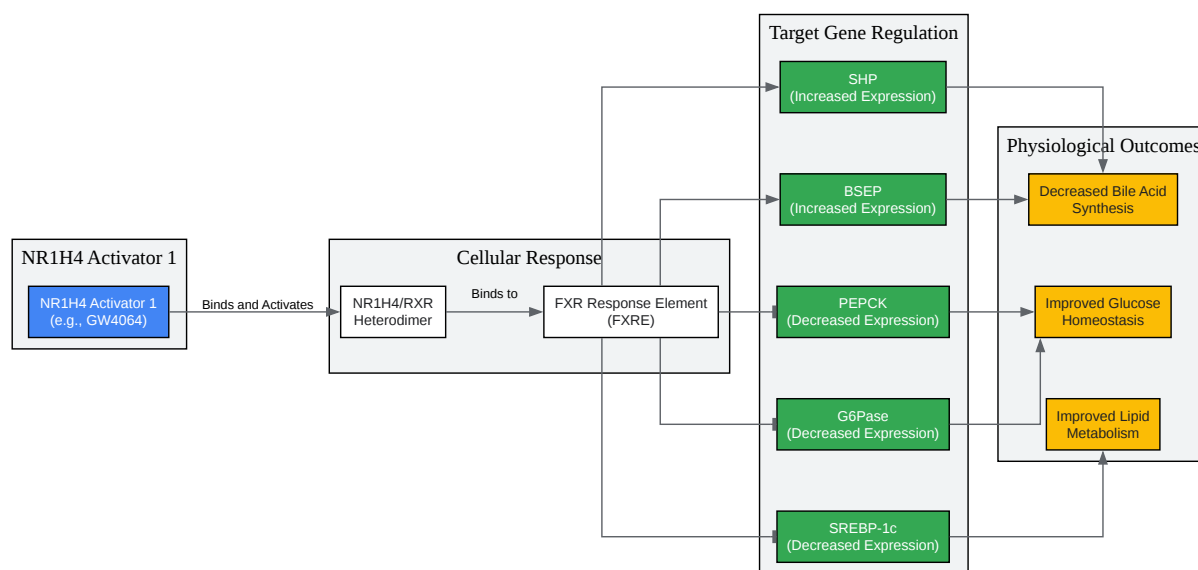 NR1H4 Activator 1
NR1H4 Activator 1
(e.g., GW4064)
Binds and Activates
Cellular Response
NR1H4/RXR
Heterodimer
Binds to
FXR Response Element
(FXRE)
Target Gene Regulation
SHP
(Increased Expression)
BSEP
(Increased Expression)
PEPCK
(Decreased Expression)
G6Pase
(Decreased Expression)
SREBP-1c
(Decreased Expression)
Physiological Outcomes
Decreased Bile Acid
Synthesis
Improved Glucose
Homeostasis
Improved Lipid
Metabolism